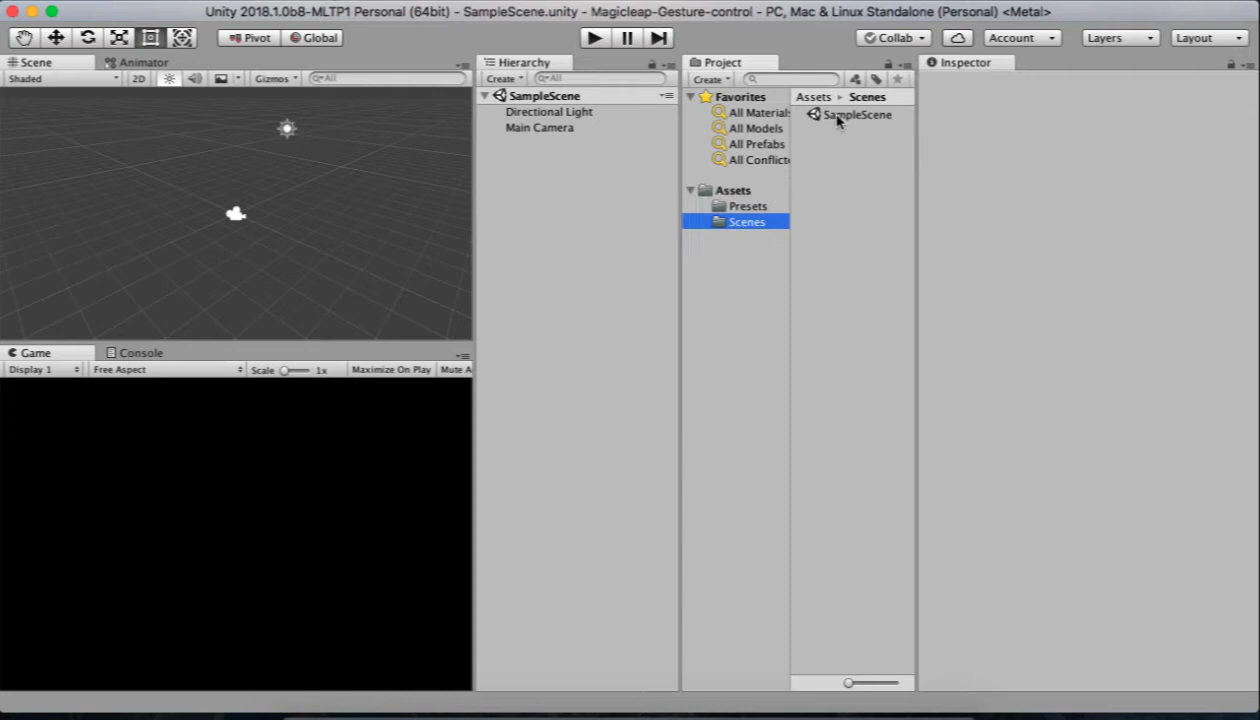 Unity 2018.1.0b8-MLTP1 Personal (64bit) - SampleScene.unity - Magicleap-Gesture-control - PC, Mac & Linux Standalone (Personal) <Metal>
Pivot Global Collab Account Layers Layout
Scene Animator
Shaded 2D Gizmos All
Game Console
Display 1 Free Aspect Scale 1x Maximize On Play Mute A
Hierarchy
Create All
SampleScene
Directional Light
Main Camera
Project
Create
Favorites
All Materials
All Models
All Prefabs
All Conflict
Assets
Presets
Scenes
Assets Scenes
SampleScene
Inspector